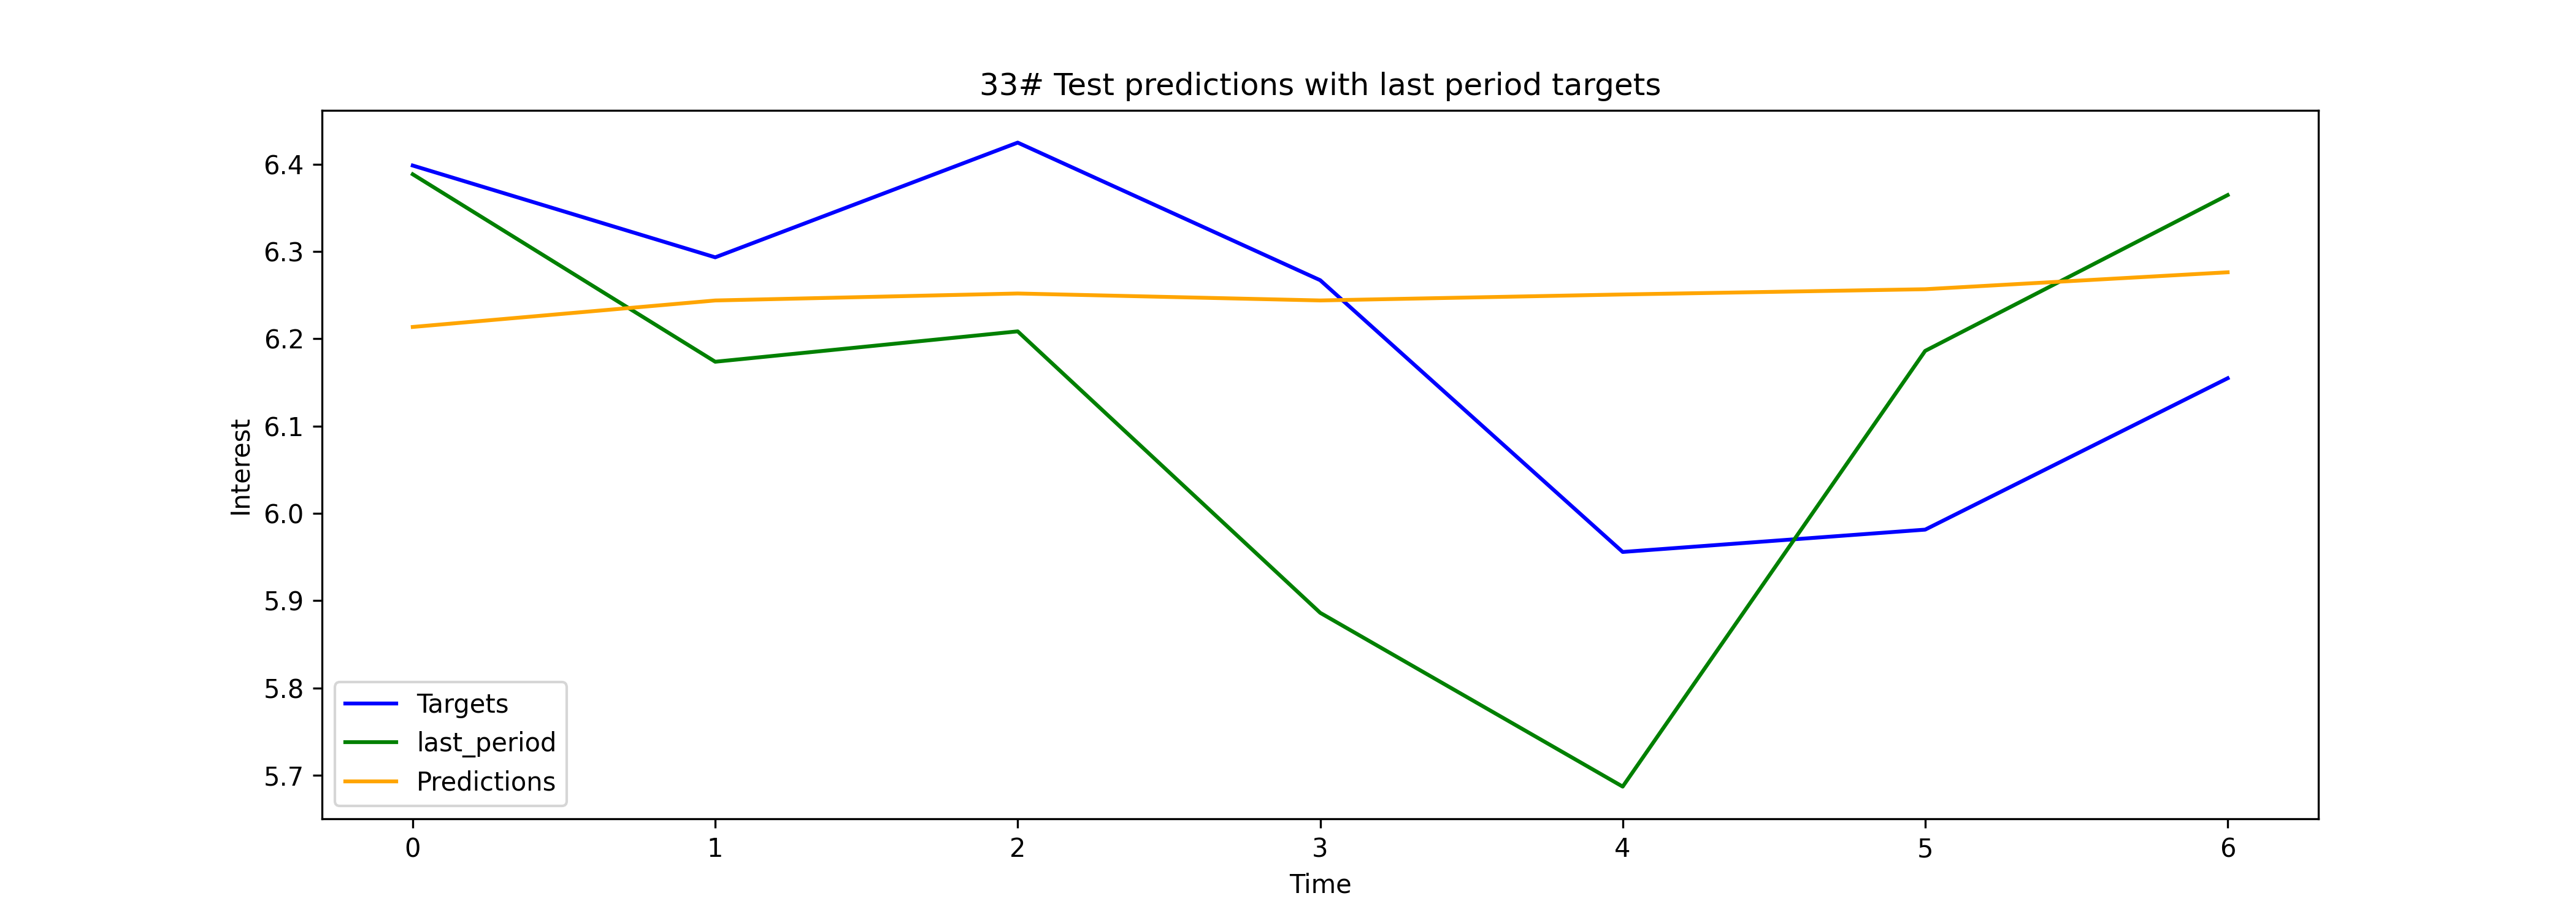 33# Test predictions with last period targets
Interest
6.4
6.3
6.2
6.1
6.0
5.9
5.8
5.7
Targets
last_period
Predictions
0 1 2 3 4 5 6
Time